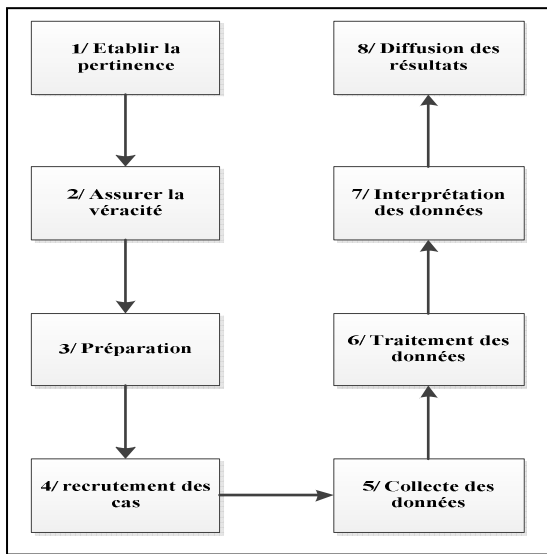 1/ Etablir la
pertinence
2/ Assurer la
véracité
3/ Préparation
4/ recrutement des
cas
5/ Collecte des
données
6/ Traitement des
données
7/ Interprétation
des données
8/ Diffusion des
résultats